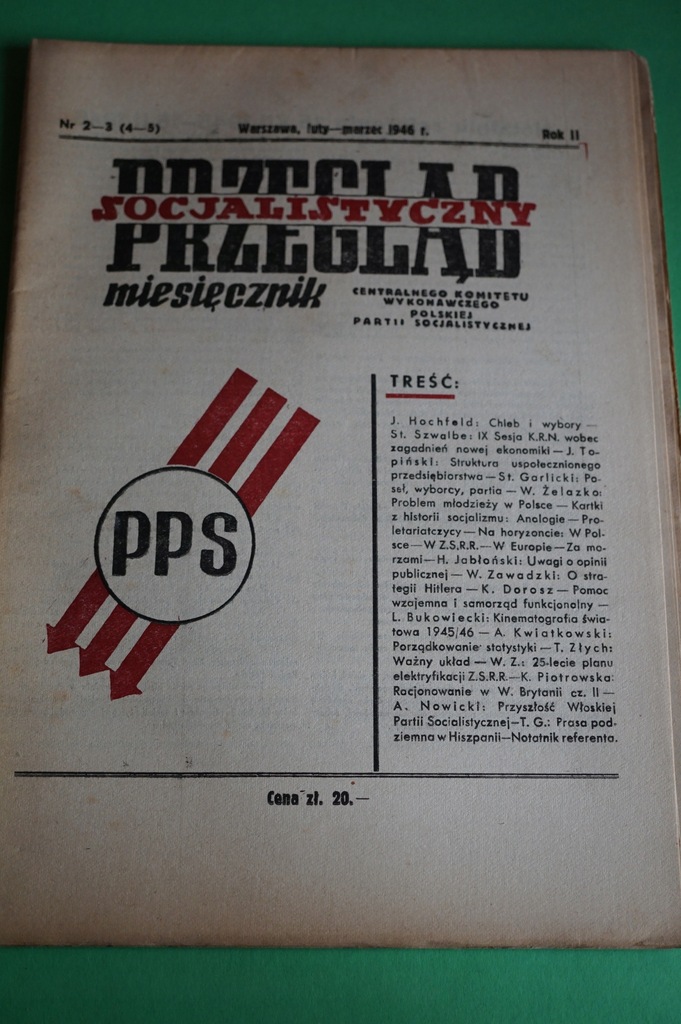 Nr 2—3 (4—5)
Warszawa, luty—marzec 1946 r.
Rok II
PRZEGLĄD
SOCJALISTYCZNY
PRZEGLĄD
miesięcznik
CENTRALNEGO KOMITETU
WYKONAWCZEGO
POLSKIEJ
PARTII SOCJALISTYCZNEJ
PPS
TREŚĆ:
J. Hochfeld: Chleb i wybory —
St. Szwalbe: IX Sesja K.R.N. wobec
zagadnień nowej ekonomiki — J. To-
piński: Struktura uspołecznionego
przedsiębiorstwa — St. Garlicki: Po-
seł, wyborcy, partia — W. Żelazko:
Problem młodzieży w Polsce — Kartki
z historii socjalizmu: Anologie — Pro-
letariatczycy — Na horyzoncie: W Pol-
sce — W Z.S.R.R. — W Europie — Za mo-
rzami — H. Jabłoński: Uwagi o opinii
publicznej — W. Zawadzki: O stra-
tegii Hitlera — K. Dorosz — Pomoc
wzajemna i samorząd funkcjonalny —
L. Bukowiecki: Kinematografia świa-
towa 1945/46 — A. Kwiatkowski:
Porządkowanie statystyki — T. Złych:
Ważny układ — W. Z.: 25-lecie planu
elektryfikacji Z.S.R.R. — K. Piotrowska:
Racjonowanie w W. Brytanii cz. II —
A. Nowicki: Przyszłość Włoskiej
Partii Socialistycznej — T. G.: Prasa pod-
ziemna w Hiszpanii — Notatnik referenta.
Cena zł. 20.—